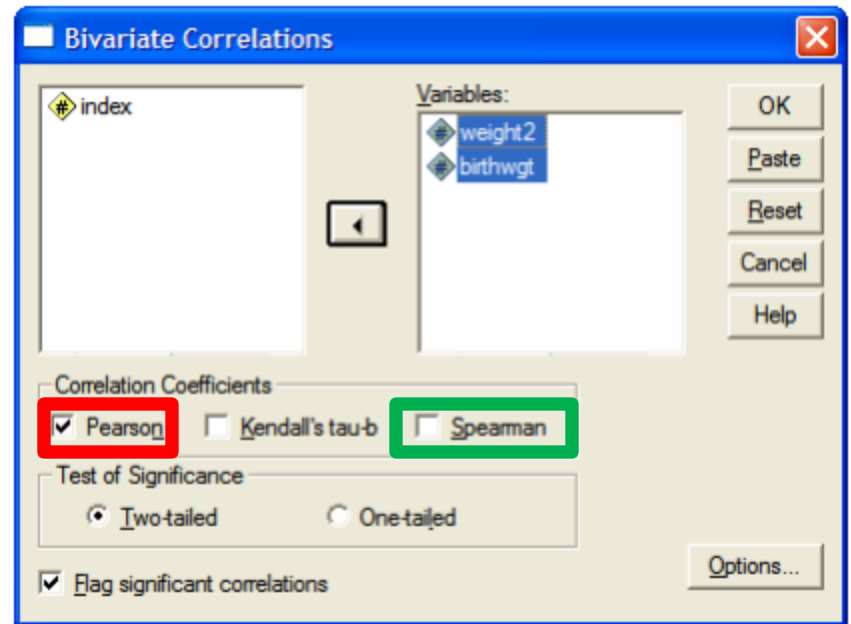 Bivariate Correlations
index
Variables:
weight2
birthwgt
OK
Paste
Reset
Cancel
Help
Correlation Coefficients
Pearson
Kendall's tau-b
Spearman
Test of Significance
Two-tailed
One-tailed
Flag significant correlations
Options...